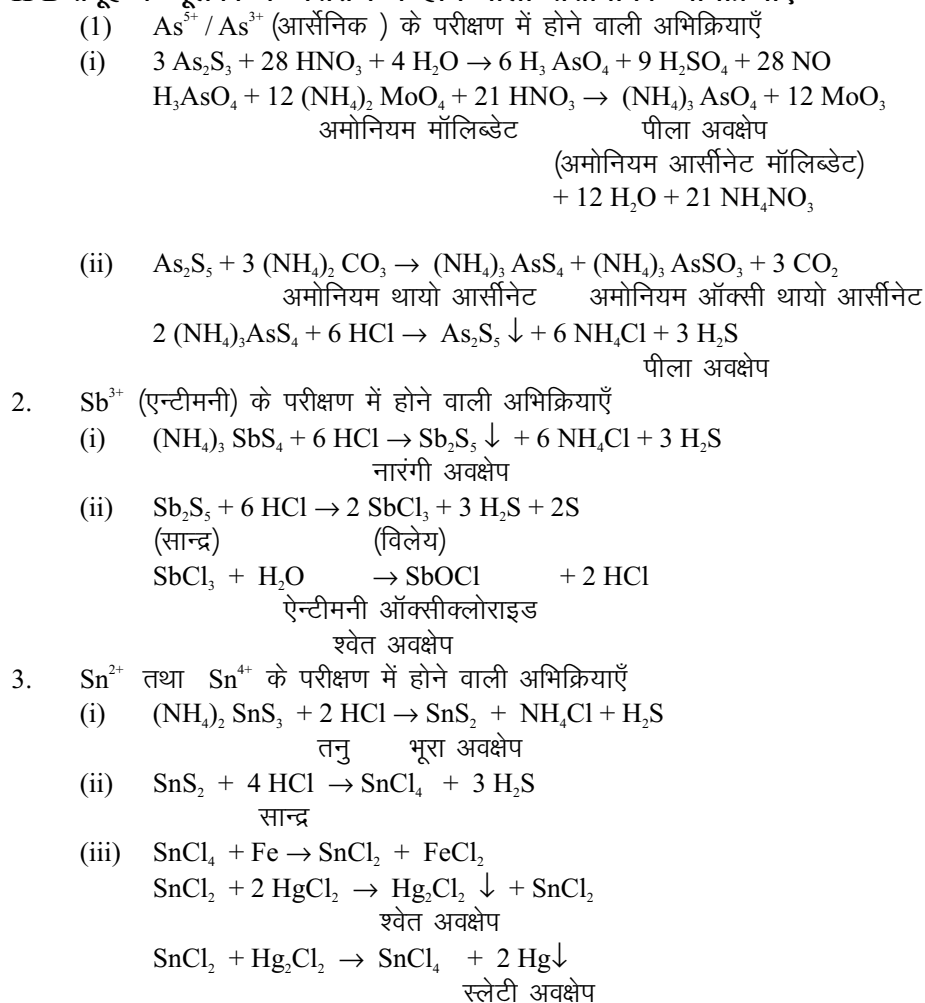 (1) As⁵⁺ / As³⁺ (आर्सेनिक ) के परीक्षण में होने वाली अभिक्रियाएँ
(i) 3 As₂S₃ + 28 HNO₃ + 4 H₂O → 6 H₃ AsO₄ + 9 H₂SO₄ + 28 NO
H₃AsO₄ + 12 (NH₄)₂ MoO₄ + 21 HNO₃ → (NH₄)₃ AsO₄ + 12 MoO₃
अमोनियम मॉलिब्डेट पीला अवक्षेप
(अमोनियम आर्सीनेट मॉलिब्डेट)
+ 12 H₂O + 21 NH₄NO₃
(ii) As₂S₅ + 3 (NH₄)₂ CO₃ → (NH₄)₃ AsS₄ + (NH₄)₃ AsSO₃ + 3 CO₂
अमोनियम थायो आर्सीनेट अमोनियम ऑक्सी थायो आर्सीनेट
2 (NH₄)₃AsS₄ + 6 HCl → As₂S₅ ↓ + 6 NH₄Cl + 3 H₂S
पीला अवक्षेप
2. Sb³⁺ (एन्टीमनी) के परीक्षण में होने वाली अभिक्रियाएँ
(i) (NH₄)₃ SbS₄ + 6 HCl → Sb₂S₅ ↓ + 6 NH₄Cl + 3 H₂S
नारंगी अवक्षेप
(ii) Sb₂S₅ + 6 HCl → 2 SbCl₃ + 3 H₂S + 2S
(सान्द्र) (विलेय)
SbCl₃ + H₂O → SbOCl + 2 HCl
ऐन्टीमनी ऑक्सीक्लोराइड
श्वेत अवक्षेप
3. Sn²⁺ तथा Sn⁴⁺ के परीक्षण में होने वाली अभिक्रियाएँ
(i) (NH₄)₂ SnS₃ + 2 HCl → SnS₂ + NH₄Cl + H₂S
तनु भूरा अवक्षेप
(ii) SnS₂ + 4 HCl → SnCl₄ + 3 H₂S
सान्द्र
(iii) SnCl₄ + Fe → SnCl₂ + FeCl₂
SnCl₂ + 2 HgCl₂ → Hg₂Cl₂ ↓ + SnCl₂
श्वेत अवक्षेप
SnCl₂ + Hg₂Cl₂ → SnCl₄ + 2 Hg↓
स्लेटी अवक्षेप